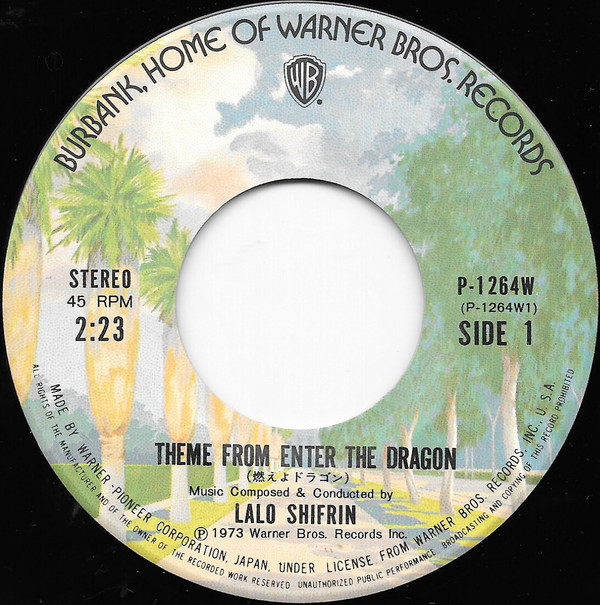 BURBANK, HOME OF WARNER BROS. RECORDS
WB
STEREO
45 RPM
2:23
P-1264W
(P-1264W1)
SIDE 1
THEME FROM ENTER THE DRAGON
(燃えよドラゴン)
Music Composed & Conducted by
LALO SHIFRIN
Ⓟ 1973 Warner Bros. Records Inc.
MADE BY WARNER-PIONEER CORPORATION, JAPAN, UNDER LICENSE FROM WARNER BROS. RECORDS, INC., U.S.A.
ALL RIGHTS OF THE MANUFACTURER AND OF THE OWNER OF THE RECORDED WORK RESERVED. UNAUTHORIZED PUBLIC PERFORMANCE, BROADCASTING AND COPYING OF THIS RECORD PROHIBITED